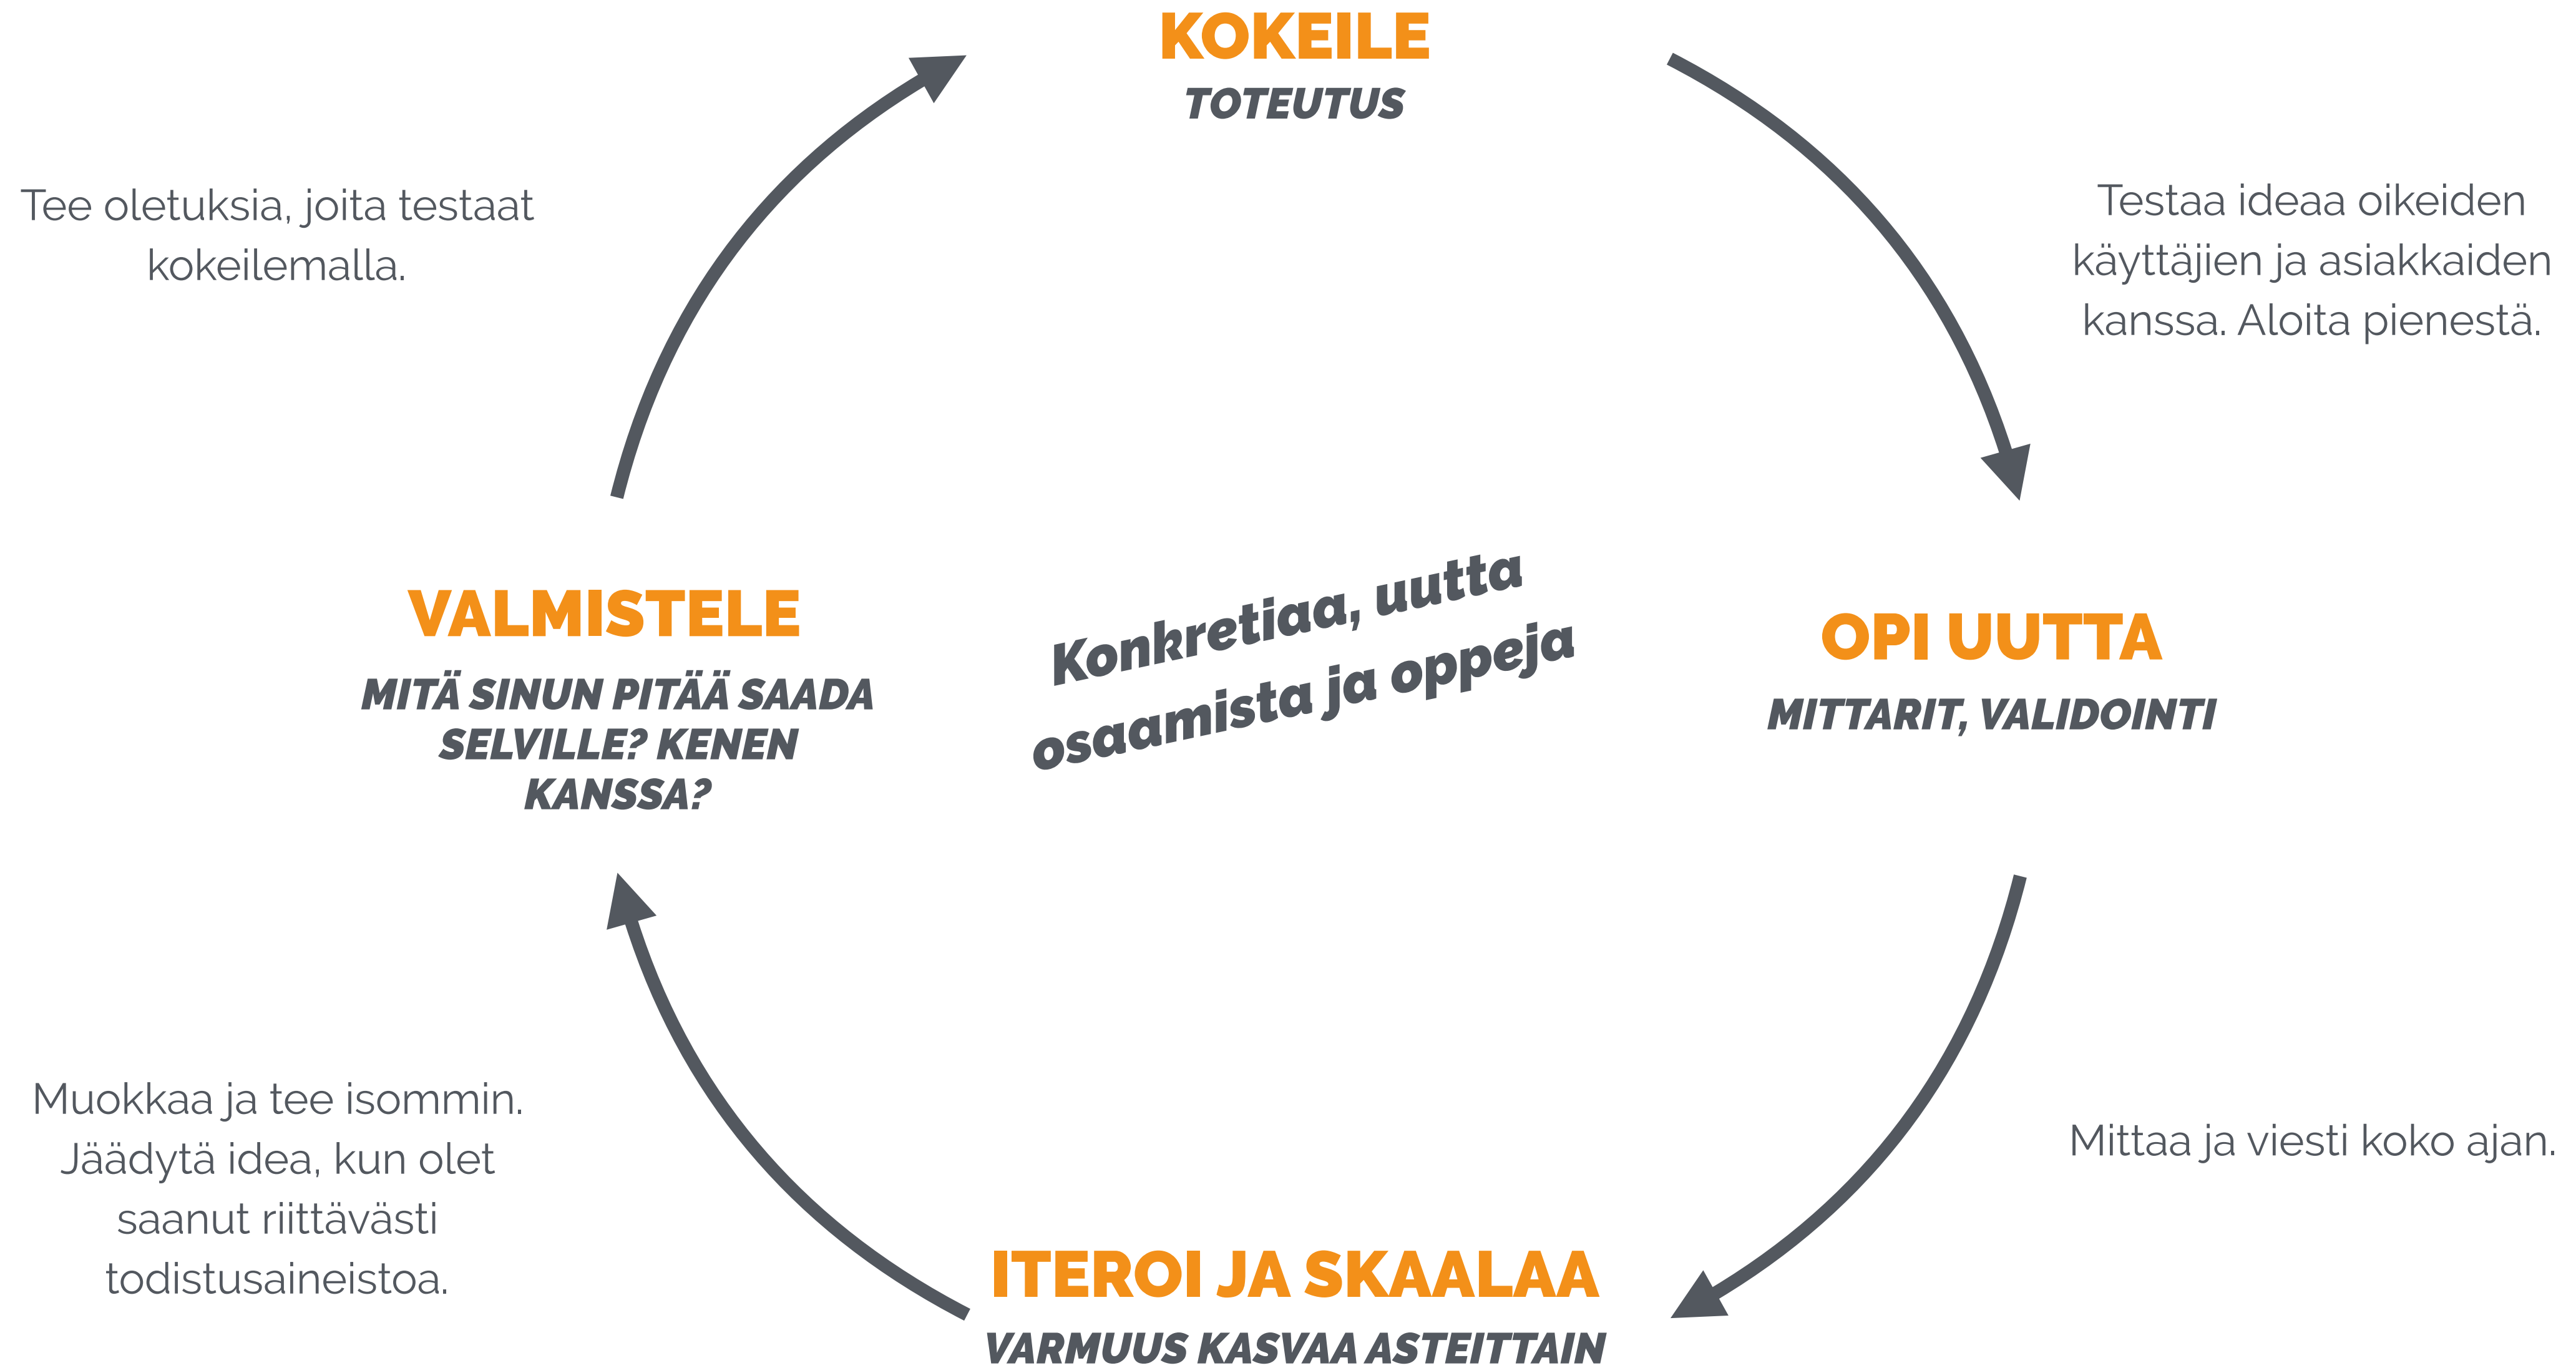 KOKEILE
TOTEUTUS
Tee oletuksia, joita testaat
kokeilemalla.
Testaa ideaa oikeiden
käyttäjien ja asiakkaiden
kanssa. Aloita pienestä.
VALMISTELE
MITÄ SINUN PITÄÄ SAADA
SELVILLE? KENEN
KANSSA?
Konkretiaa, uutta
osaamista ja oppeja
OPI UUTTA
MITTARIT, VALIDOINTI
Muokkaa ja tee isommin.
Jäädytä idea, kun olet
saanut riittävästi
todistusaineistoa.
Mittaa ja viesti koko ajan.
ITEROI JA SKAALAA
VARMUUS KASVAA ASTEITTAIN